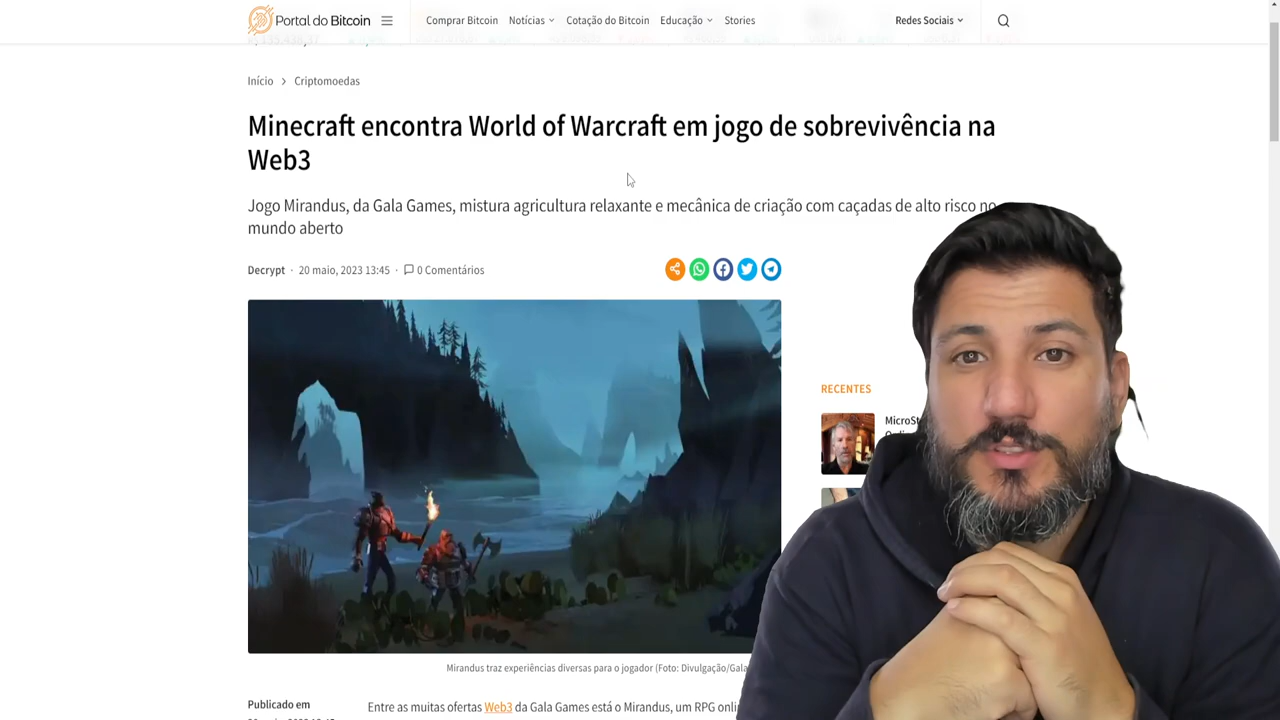 Portal do Bitcoin
Comprar Bitcoin Notícias Cotação do Bitcoin Educação Stories Redes Sociais
Início > Criptomoedas
Minecraft encontra World of Warcraft em jogo de sobrevivência na
Web3
Jogo Mirandus, da Gala Games, mistura agricultura relaxante e mecânica de criação com caçadas de alto risco no
mundo aberto
Decrypt · 20 maio, 2023 13:45 · 0 Comentários
RECENTES
Mirandus traz experiências diversas para o jogador (Foto: Divulgação/Gala
Publicado em
Entre as muitas ofertas Web3 da Gala Games está o Mirandus, um RPG